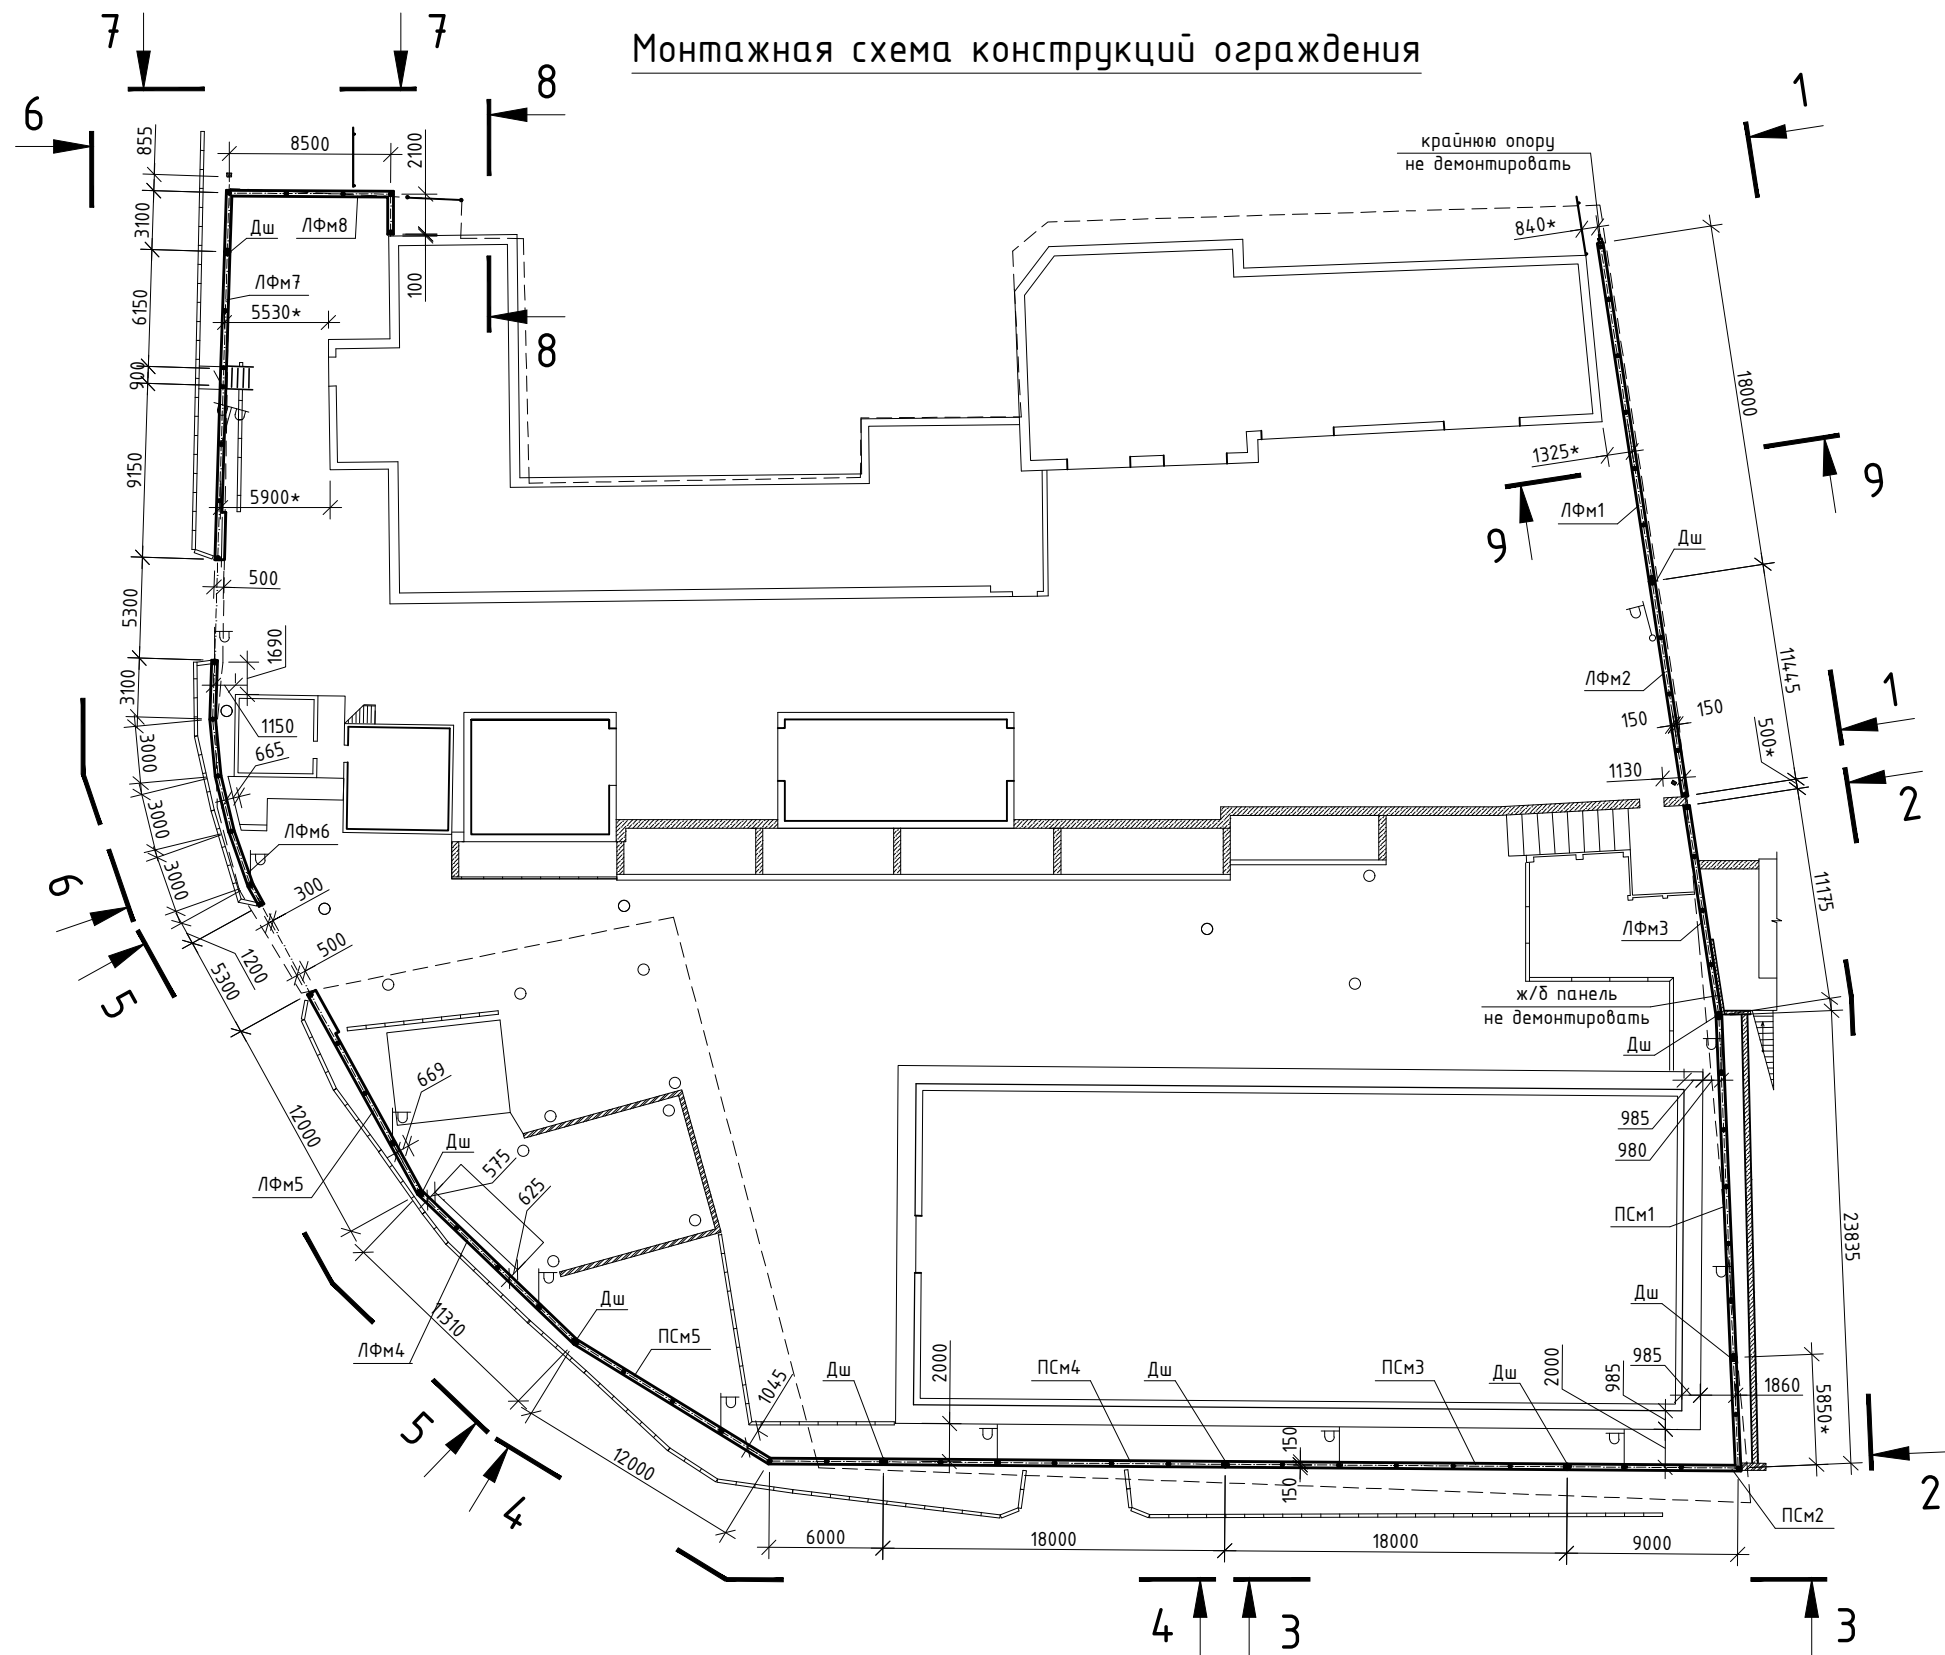 Монтажная схема конструкций ограждения
7
7
8
6
1
855
8500
2100
крайнюю опору
не демонтировать
3100
ЛФм8
Дш
840*
ЛФм7
100
6150
5530*
8
18000
900
9150
1325*
9
5900*
ЛФм1
9
Дш
500
5300
1690
3100
ЛФм2
11445
1
1150
150
150
3000
665
500*
1130
2
3000
ЛФм6
3000
6
300
11175
ЛФм3
500
1200
5300
5
ж/б панель
не демонтировать
Дш
669
12000
985
Дш
980
575
ЛФм5
625
ПСм1
23835
Дш
Дш
11310
ПСм5
ЛФм4
2000
1045
Дш
ПСм4
Дш
ПСм3
Дш
2000
985
985
1860
5850*
5
12000
150
150
2
4
ПСм2
6000
18000
18000
9000
4
3
3